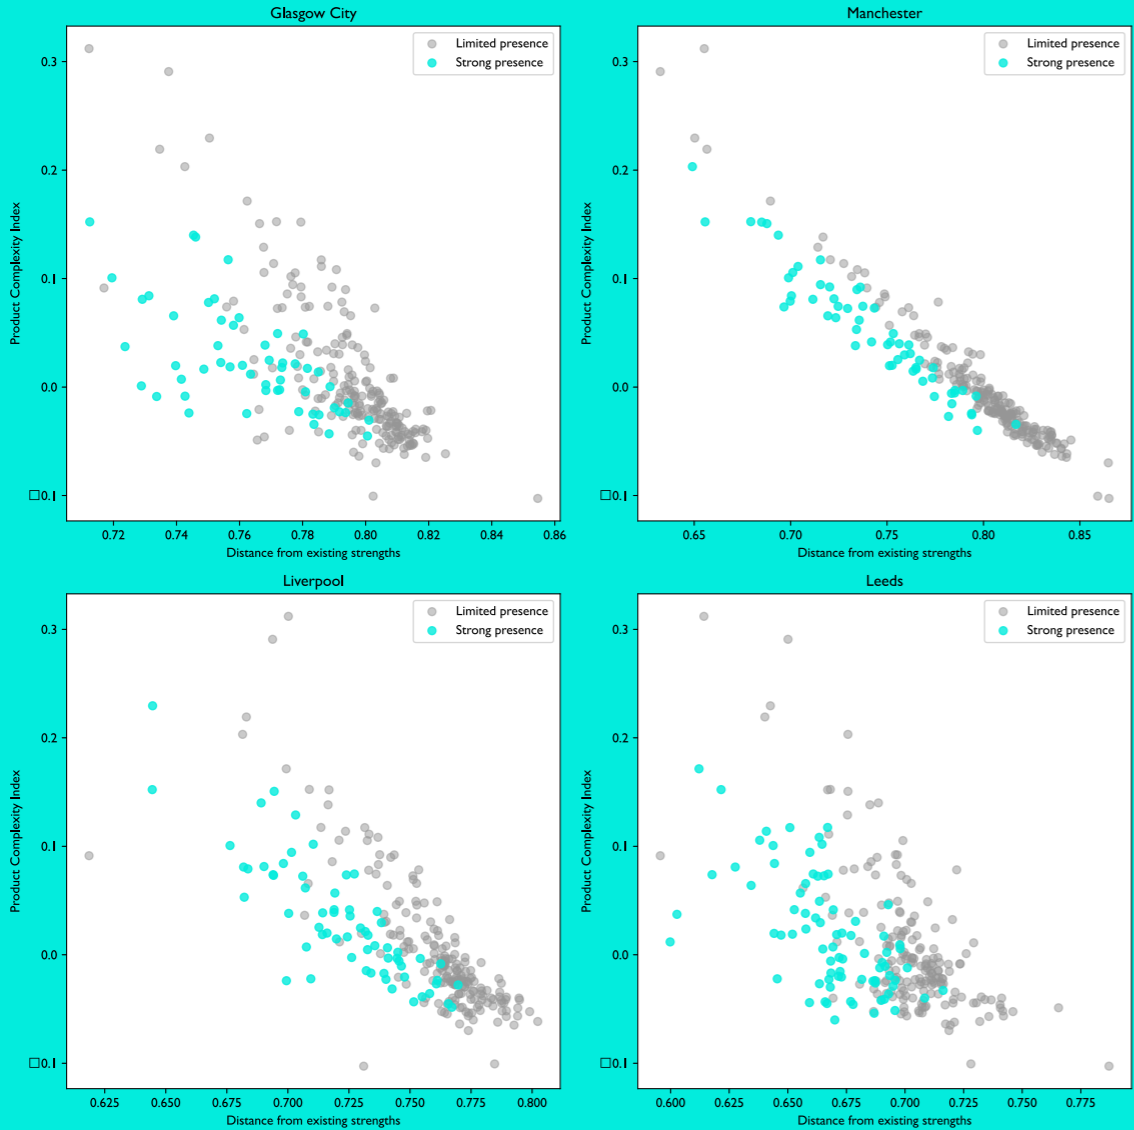 Glasgow City
Limited presence
Strong presence
0.3
0.2
0.1
0.0
□0.1
Product Complexity Index
0.72 0.74 0.76 0.78 0.80 0.82 0.84 0.86
Distance from existing strengths
Manchester
Limited presence
Strong presence
0.3
0.2
0.1
0.0
□0.1
Product Complexity Index
0.65 0.70 0.75 0.80 0.85
Distance from existing strengths
Liverpool
Limited presence
Strong presence
0.3
0.2
0.1
0.0
□0.1
Product Complexity Index
0.625 0.650 0.675 0.700 0.725 0.750 0.775 0.800
Distance from existing strengths
Leeds
Limited presence
Strong presence
0.3
0.2
0.1
0.0
□0.1
Product Complexity Index
0.600 0.625 0.650 0.675 0.700 0.725 0.750 0.775
Distance from existing strengths